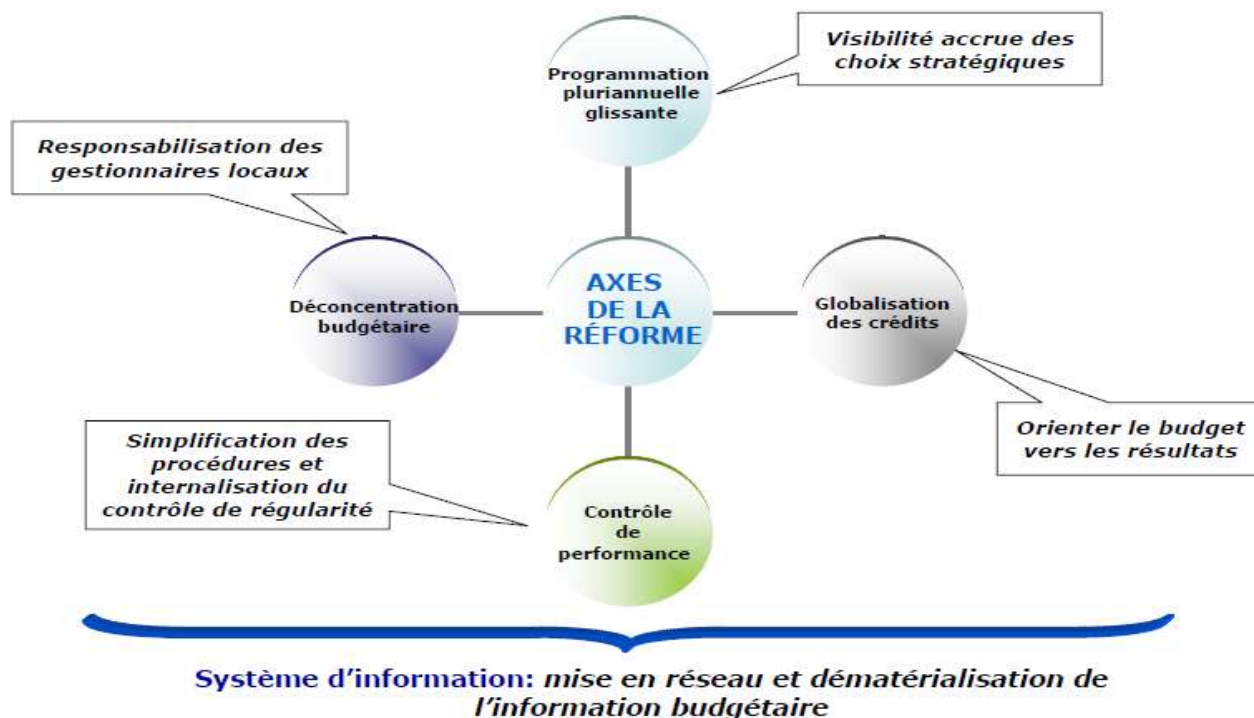 Visibilité accrue des
choix stratégiques
Programmation
pluriannuelle
glissante
Responsabilisation des
gestionnaires locaux
Déconcentration
budgétaire
AXES
DE LA
RÉFORME
Globalisation
des crédits
Orienter le budget
vers les résultats
Simplification des
procédures et
internalisation du
contrôle de régularité
Contrôle
de
performance
Système d’information: mise en réseau et dématérialisation de
l’information budgétaire